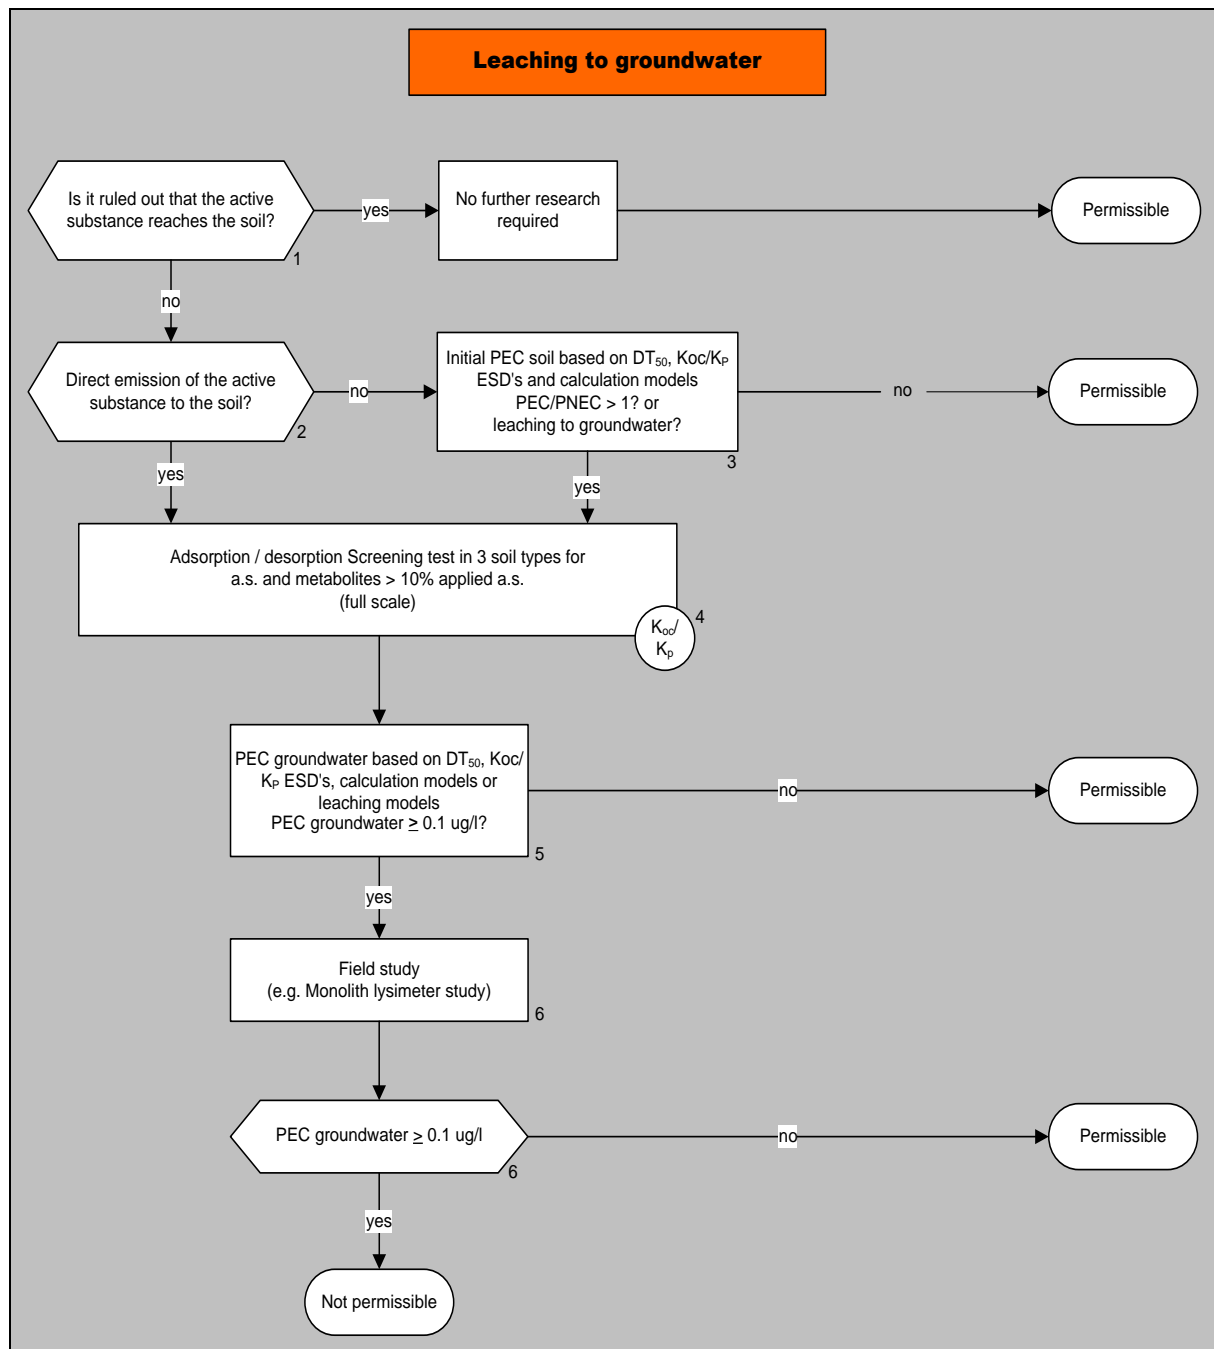 Leaching to groundwater
Is it ruled out that the active
substance reaches the soil?
1
yes
No further research
required
Permissible
no
Direct emission of the active
substance to the soil?
2
no
Initial PEC soil based on DT50, Koc/KP
ESD's and calculation models
PEC/PNEC > 1? or
leaching to groundwater?
3
no
Permissible
yes
yes
Adsorption / desorption Screening test in 3 soil types for
a.s. and metabolites > 10% applied a.s.
(full scale)
4
Koc/
Kp
PEC groundwater based on DT50, Koc/
KP ESD's, calculation models or
leaching models
PEC groundwater ≥ 0.1 ug/l?
5
no
Permissible
yes
Field study
(e.g. Monolith lysimeter study)
6
PEC groundwater ≥ 0.1 ug/l
6
no
Permissible
yes
Not permissible